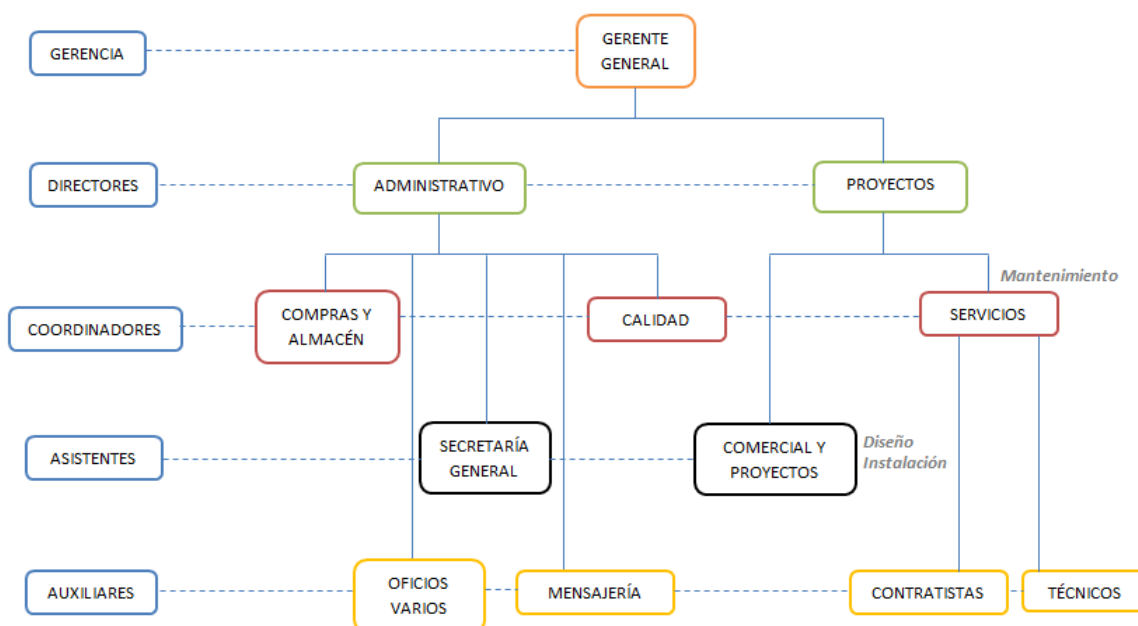 GERENCIA
GERENTE
GENERAL
DIRECTORES
ADMINISTRATIVO
PROYECTOS
Mantenimiento
COORDINADORES
COMPRAS Y
ALMACÉN
CALIDAD
SERVICIOS
ASISTENTES
SECRETARÍA
GENERAL
COMERCIAL Y
PROYECTOS
Diseño
Instalación
AUXILIARES
OFICIOS
VARIOS
MENSAJERÍA
CONTRATISTAS
TÉCNICOS